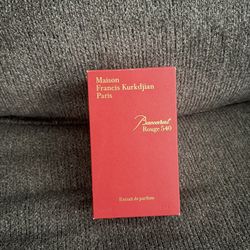 Maison
Francis Kurkdjian
Paris
Baccarat
Rouge 540
Extrait de parfum